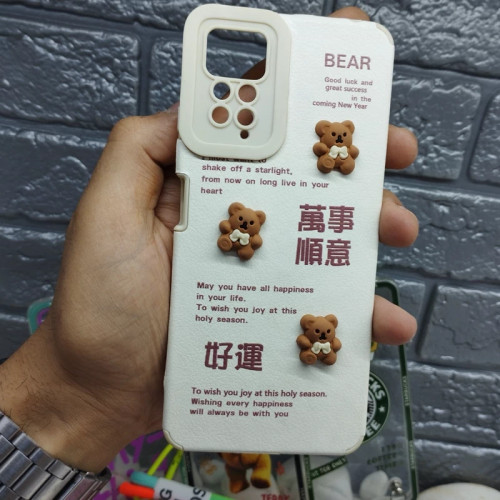 BEAR
Good luck and
great success
in the
coming New Year
shake off a starlight,
from now on long live in your
heart
萬事
順意
May you have all happiness
in your life.
To wish you joy at this
holy season.
好運
To wish you joy at this holy season.
Wishing every happiness
will always be with you